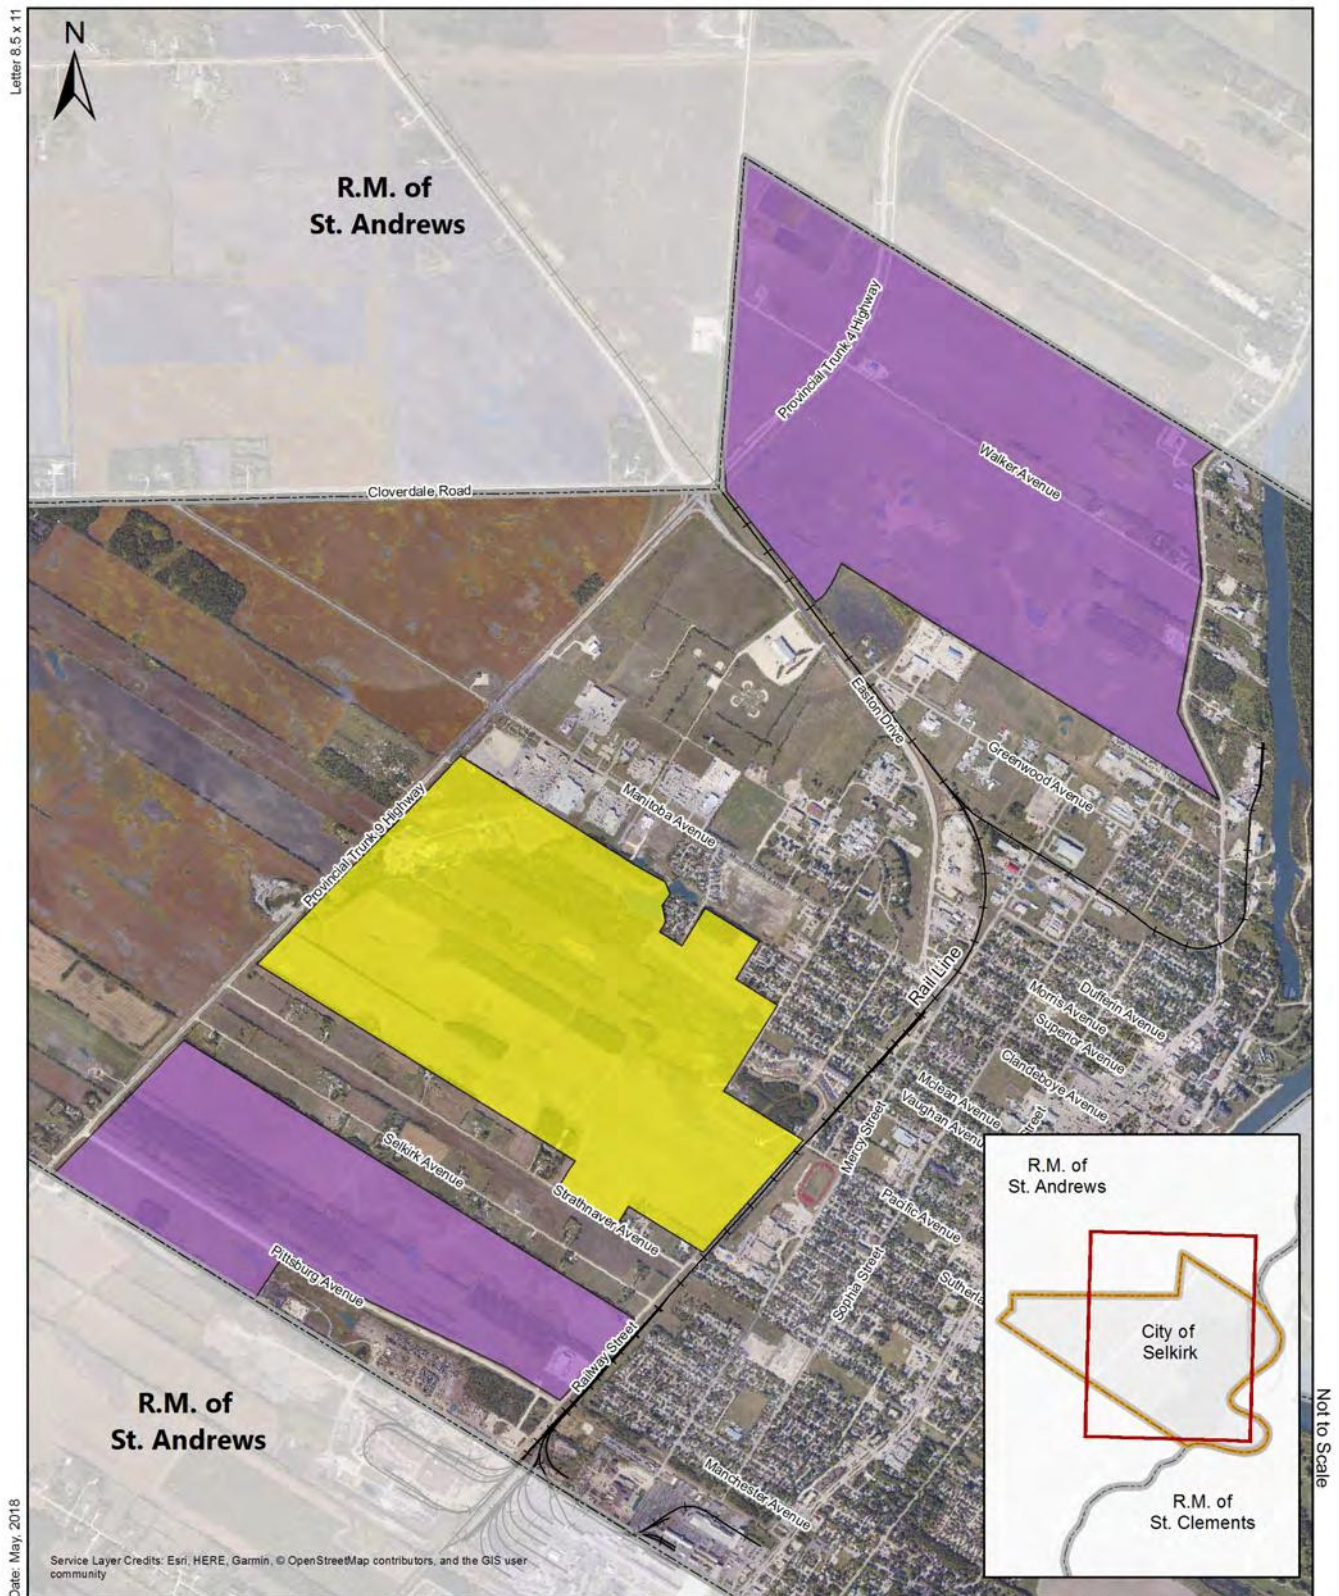 Letter 8.5 x 11
N
R.M. of
St. Andrews
Provincial Trunk 4 Highway
Walker Avenue
Cloverdale Road
Easton Drive
Greenwood Avenue
Manitoba Avenue
Provincial Trunk 9 Highway
Rail Line
Dufferin Avenue
Morris Avenue
Superior Avenue
Clandeboye Avenue
Mclean Avenue
Vaughan Avenu
Street
Mercy Street
Selkirk Avenue
Strathnaver Avenue
Pacific Avenue
Sophia Street
Sutherla
Pittsburg Avenue
Railway Street
Manchester Avenue
R.M. of
St. Andrews
R.M. of
St. Andrews
City of
Selkirk
R.M. of
St. Clements
Not to Scale
Date: May, 2018
Service Layer Credits: Esri, HERE, Garmin, © OpenStreetMap contributors, and the GIS user
community